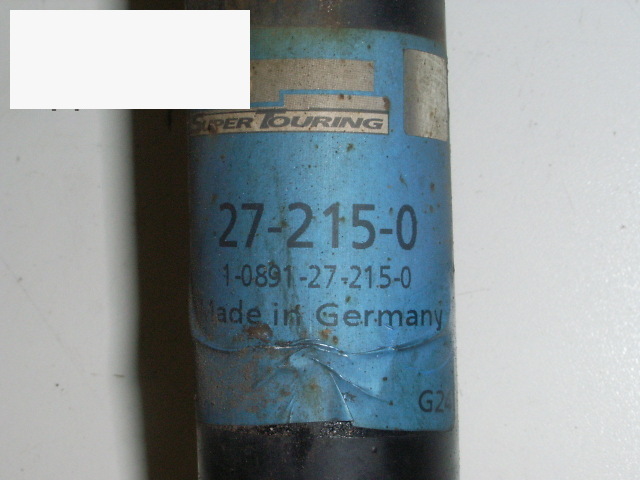 SUPER TOURING
27-215-0
1-0891-27-215-0
Made in Germany